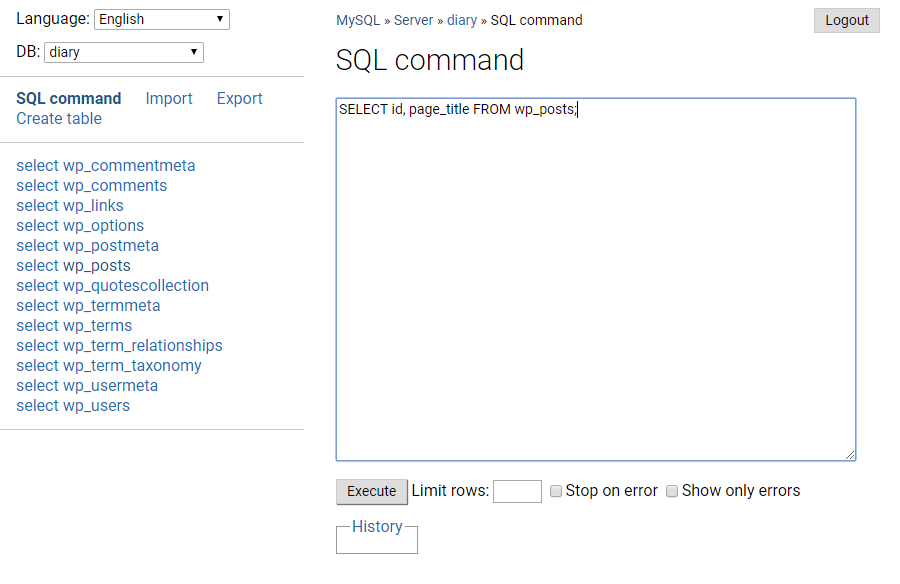 Language: English
DB: diary
SQL command Import Export
Create table
select wp_commentmeta
select wp_comments
select wp_links
select wp_options
select wp_postmeta
select wp_posts
select wp_quotescollection
select wp_termmeta
select wp_terms
select wp_term_relationships
select wp_term_taxonomy
select wp_usermeta
select wp_users
MySQL » Server » diary » SQL command
Logout
SQL command
SELECT id, page_title FROM wp_posts;
Execute Limit rows: Stop on error Show only errors
History